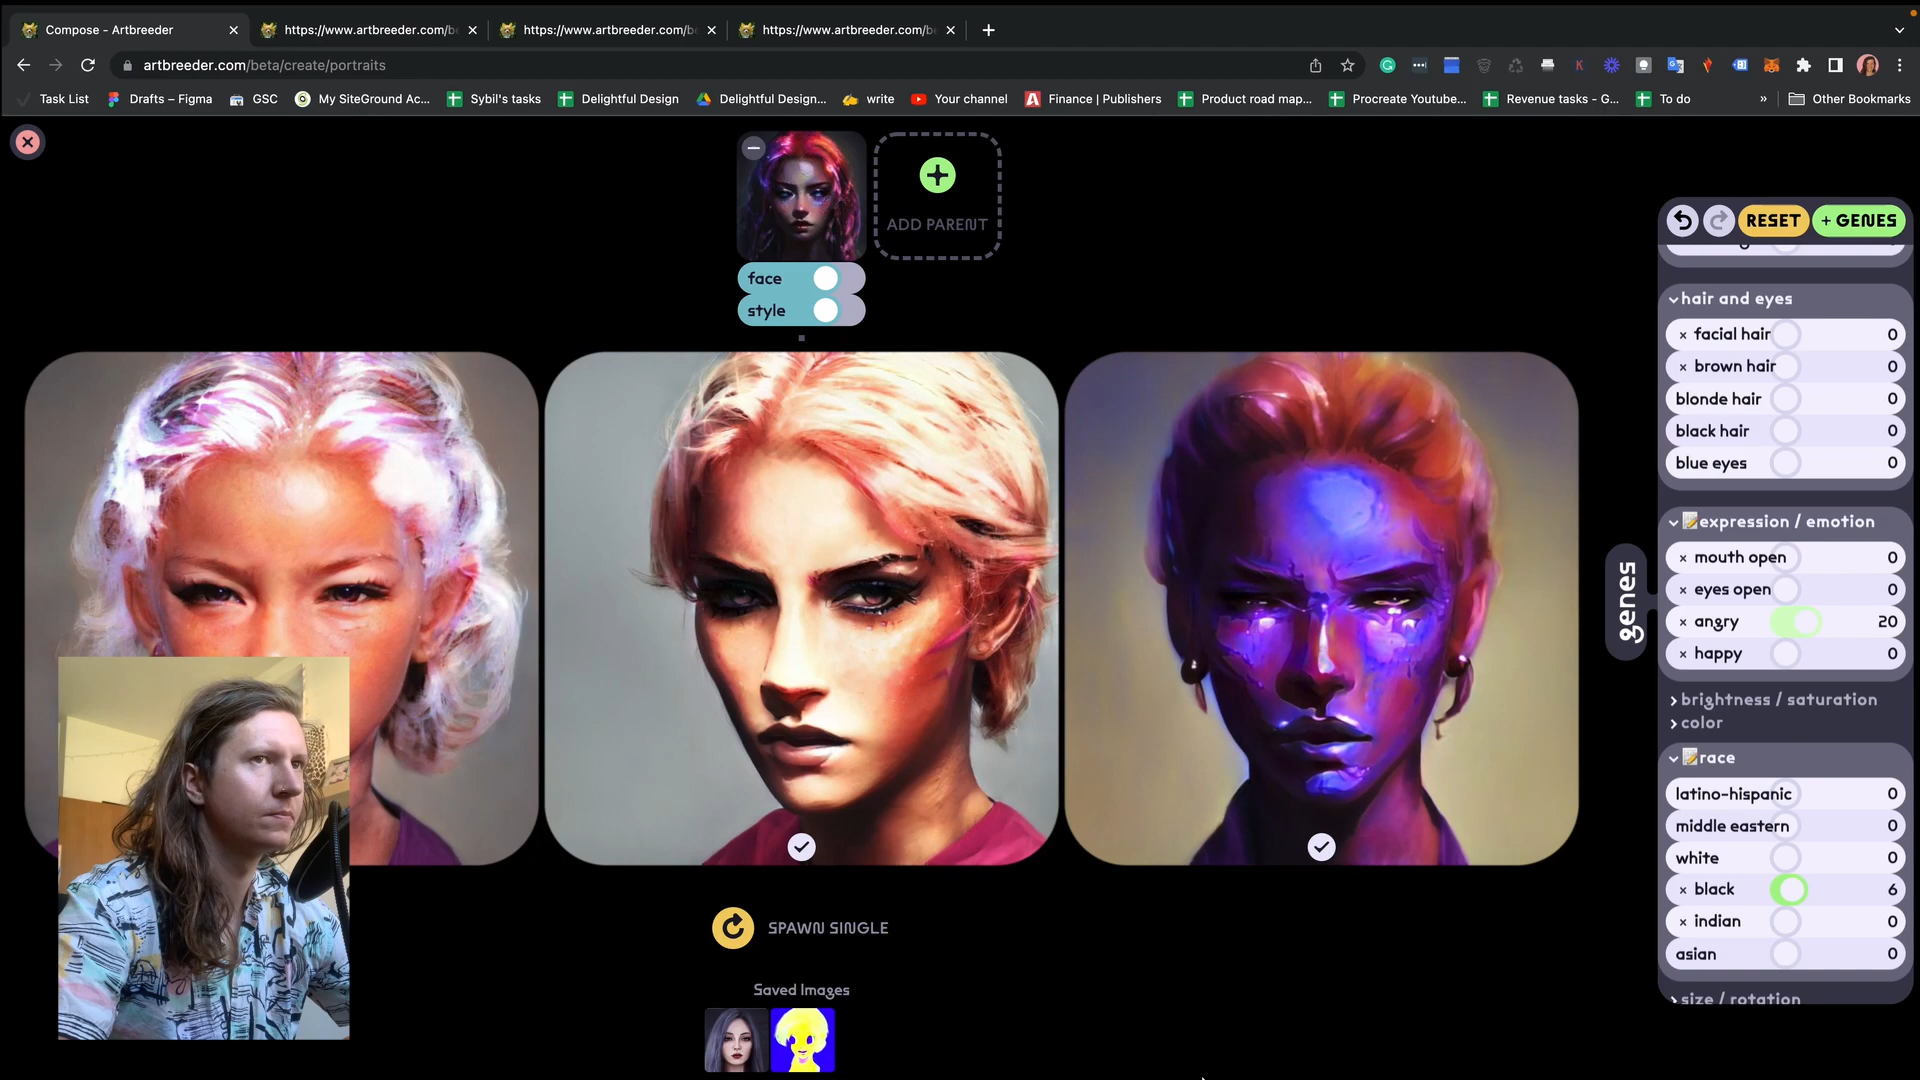 Compose - Artbreeder
https://www.artbreeder.com/be
https://www.artbreeder.com/be
https://www.artbreeder.com/be
artbreeder.com/beta/create/portraits
Task List
Drafts – Figma
GSC
My SiteGround Ac...
Sybil's tasks
Delightful Design
Delightful Design...
write
Your channel
Finance | Publishers
Product road map...
Procreate Youtube...
Revenue tasks - G...
To do
»
Other Bookmarks
ADD PARENT
face
style
RESET
+ GENES
hair and eyes
× facial hair 0
× brown hair 0
blonde hair 0
black hair 0
blue eyes 0
📝expression / emotion
× mouth open 0
× eyes open 0
× angry 20
× happy 0
brightness / saturation
color
📝race
latino-hispanic 0
middle eastern 0
white 0
× black 6
× indian 0
asian 0
size / rotation
genes
SPAWN SINGLE
Saved Images